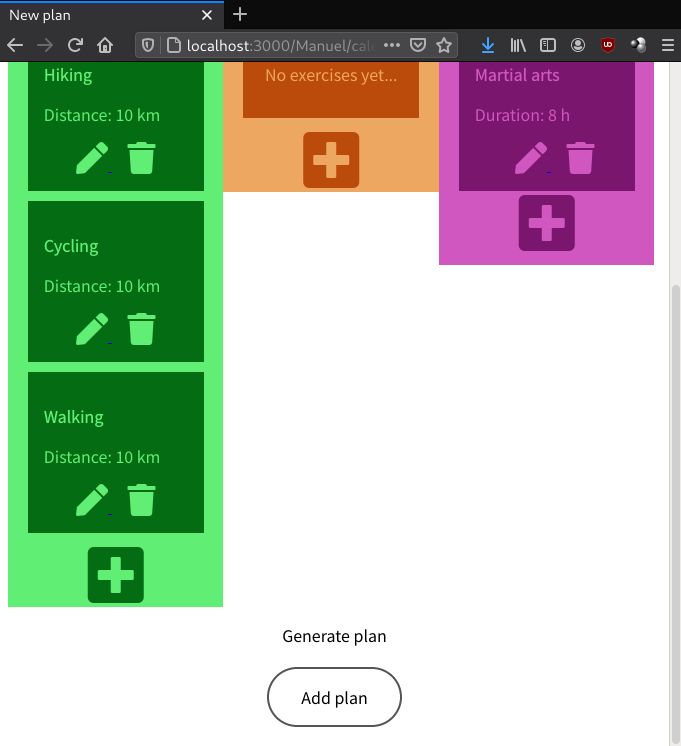 New plan
localhost:3000/Manuel/cal
Hiking
Distance: 10 km
Cycling
Distance: 10 km
Walking
Distance: 10 km
No exercises yet...
Martial arts
Duration: 8 h
Generate plan
Add plan